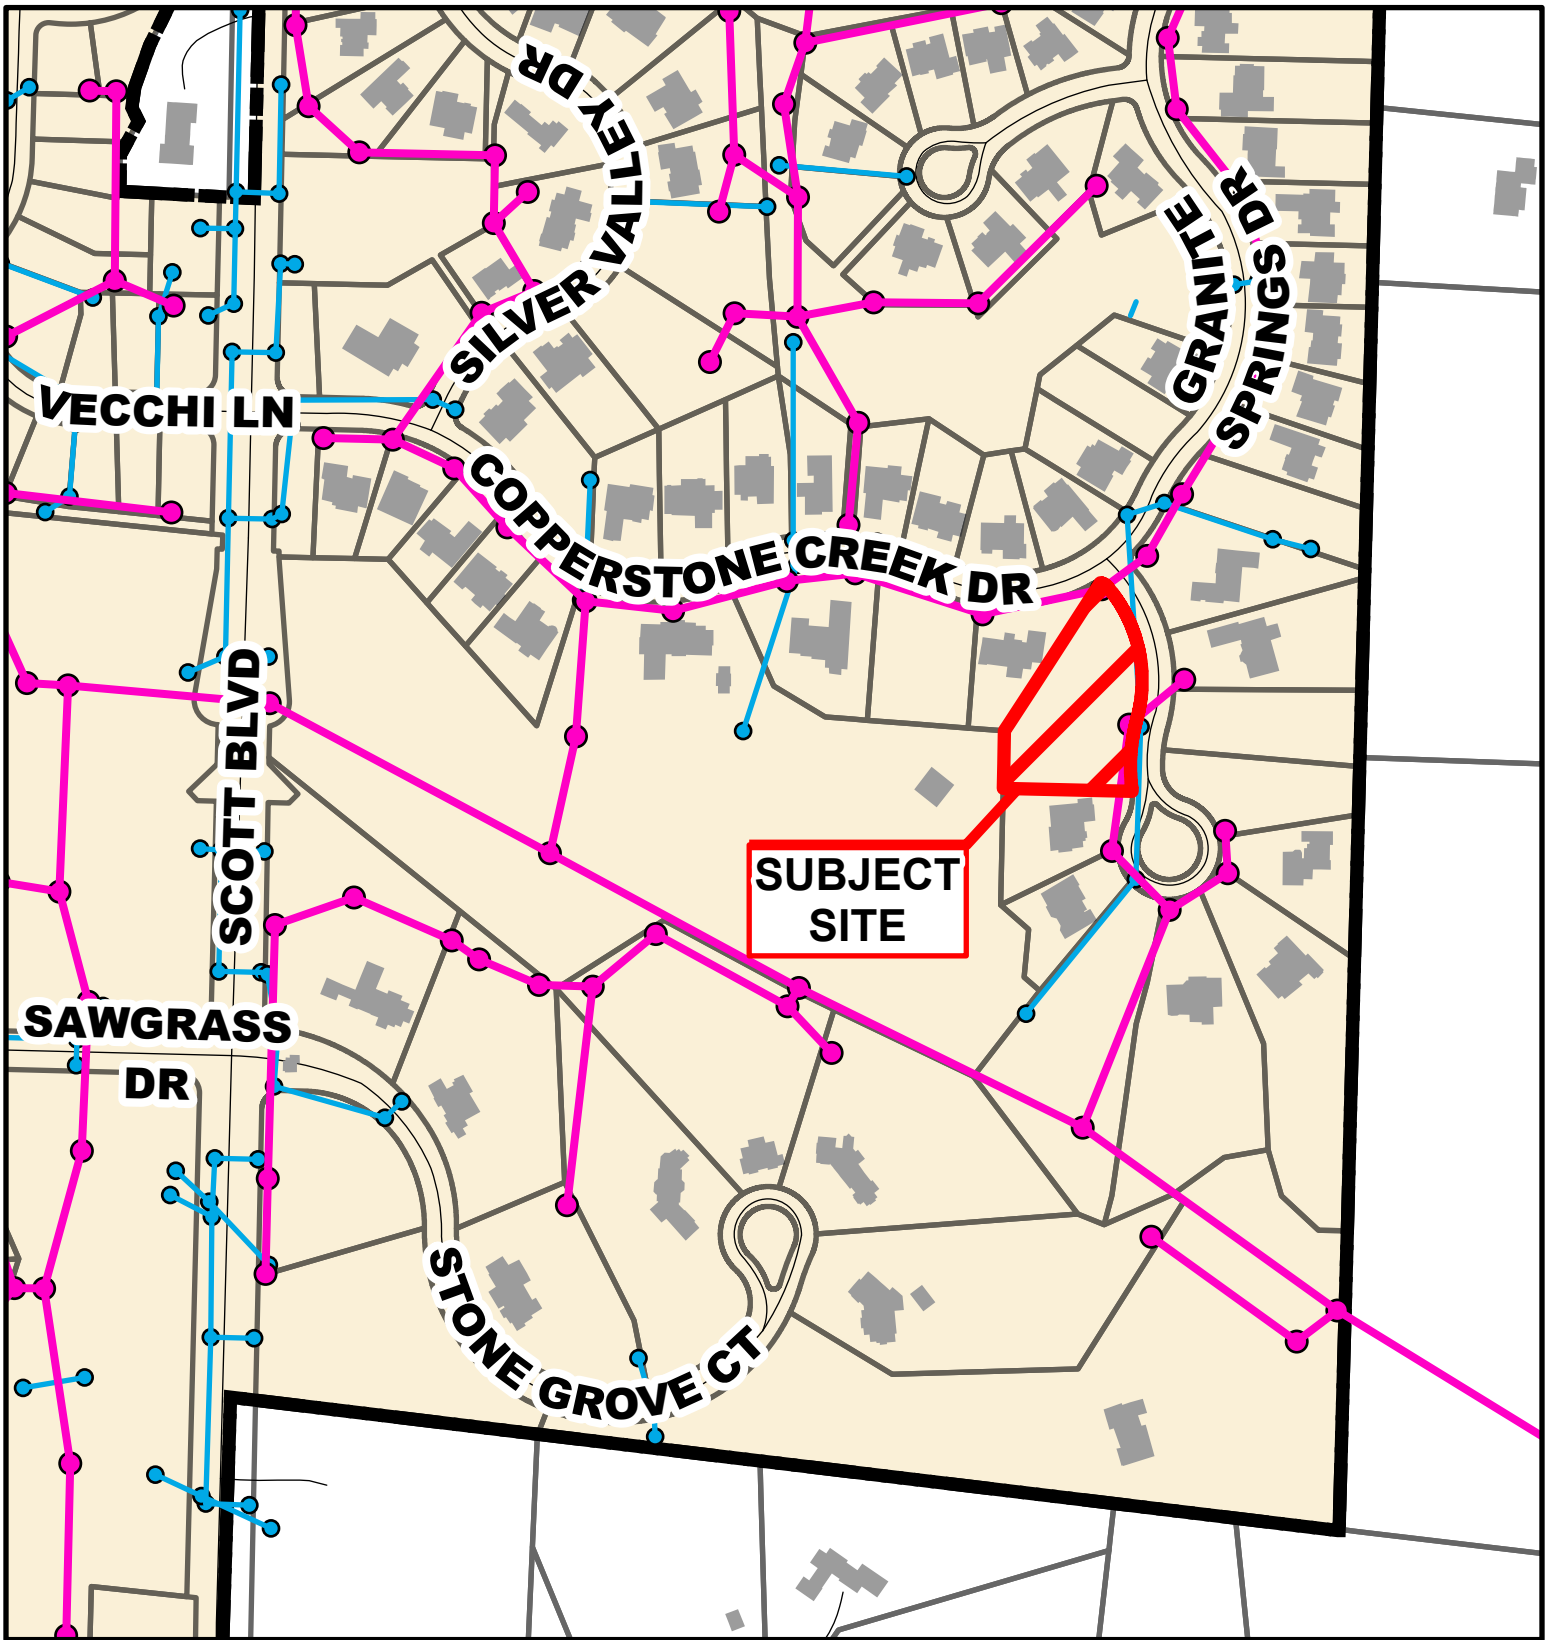 SILVER VALLEY DR
GRANITE
SPRINGS DR
VECCHI LN
COPPERSTONE CREEK DR
SCOTT BLVD
SUBJECT
SITE
SAWGRASS
DR
STONE GROVE CT